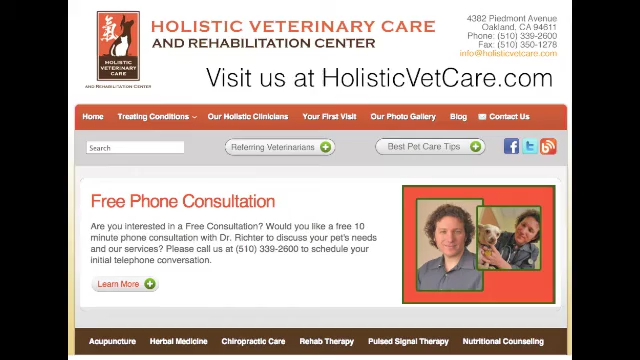 HOLISTIC VETERINARY CARE
AND REHABILITATION CENTER
4382 Piedmont Avenue
Oakland, CA 94611
Phone: (510) 339-2600
Fax: (510) 350-1278
info@holisticvetcare.com
HOLISTIC
VETERINARY
CARE
AND REHABILITATION CENTER
Visit us at HolisticVetCare.com
Home Treating Conditions Our Holistic Clinicians Your First Visit Our Photo Gallery Blog Contact Us
Search Referring Veterinarians Best Pet Care Tips
Free Phone Consultation
Are you interested in a Free Consultation? Would you like a free 10
minute phone consultation with Dr. Richter to discuss your pet's needs
and our services? Please call us at (510) 339-2600 to schedule your
initial telephone conversation.
Learn More
Acupuncture Herbal Medicine Chiropractic Care Rehab Therapy Pulsed Signal Therapy Nutritional Counseling